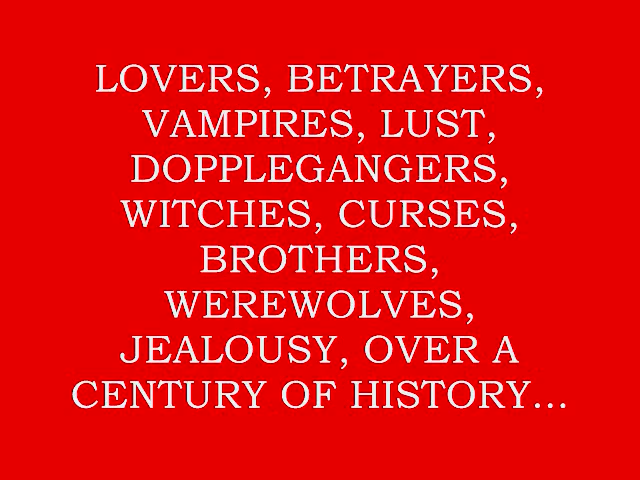 LOVERS, BETRAYERS,
VAMPIRES, LUST,
DOPPLEGANGERS,
WITCHES, CURSES,
BROTHERS,
WEREWOLVES,
JEALOUSY, OVER A
CENTURY OF HISTORY...